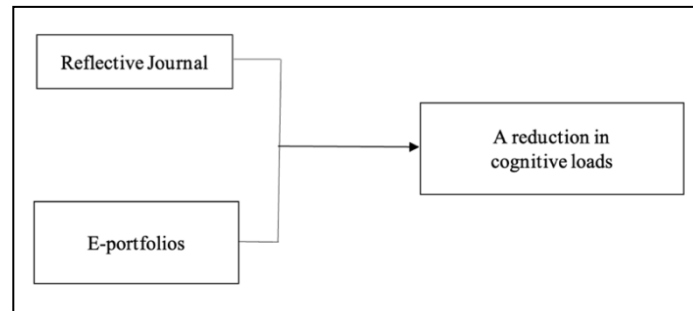 Reflective Journal
A reduction in
cognitive loads
E-portfolios